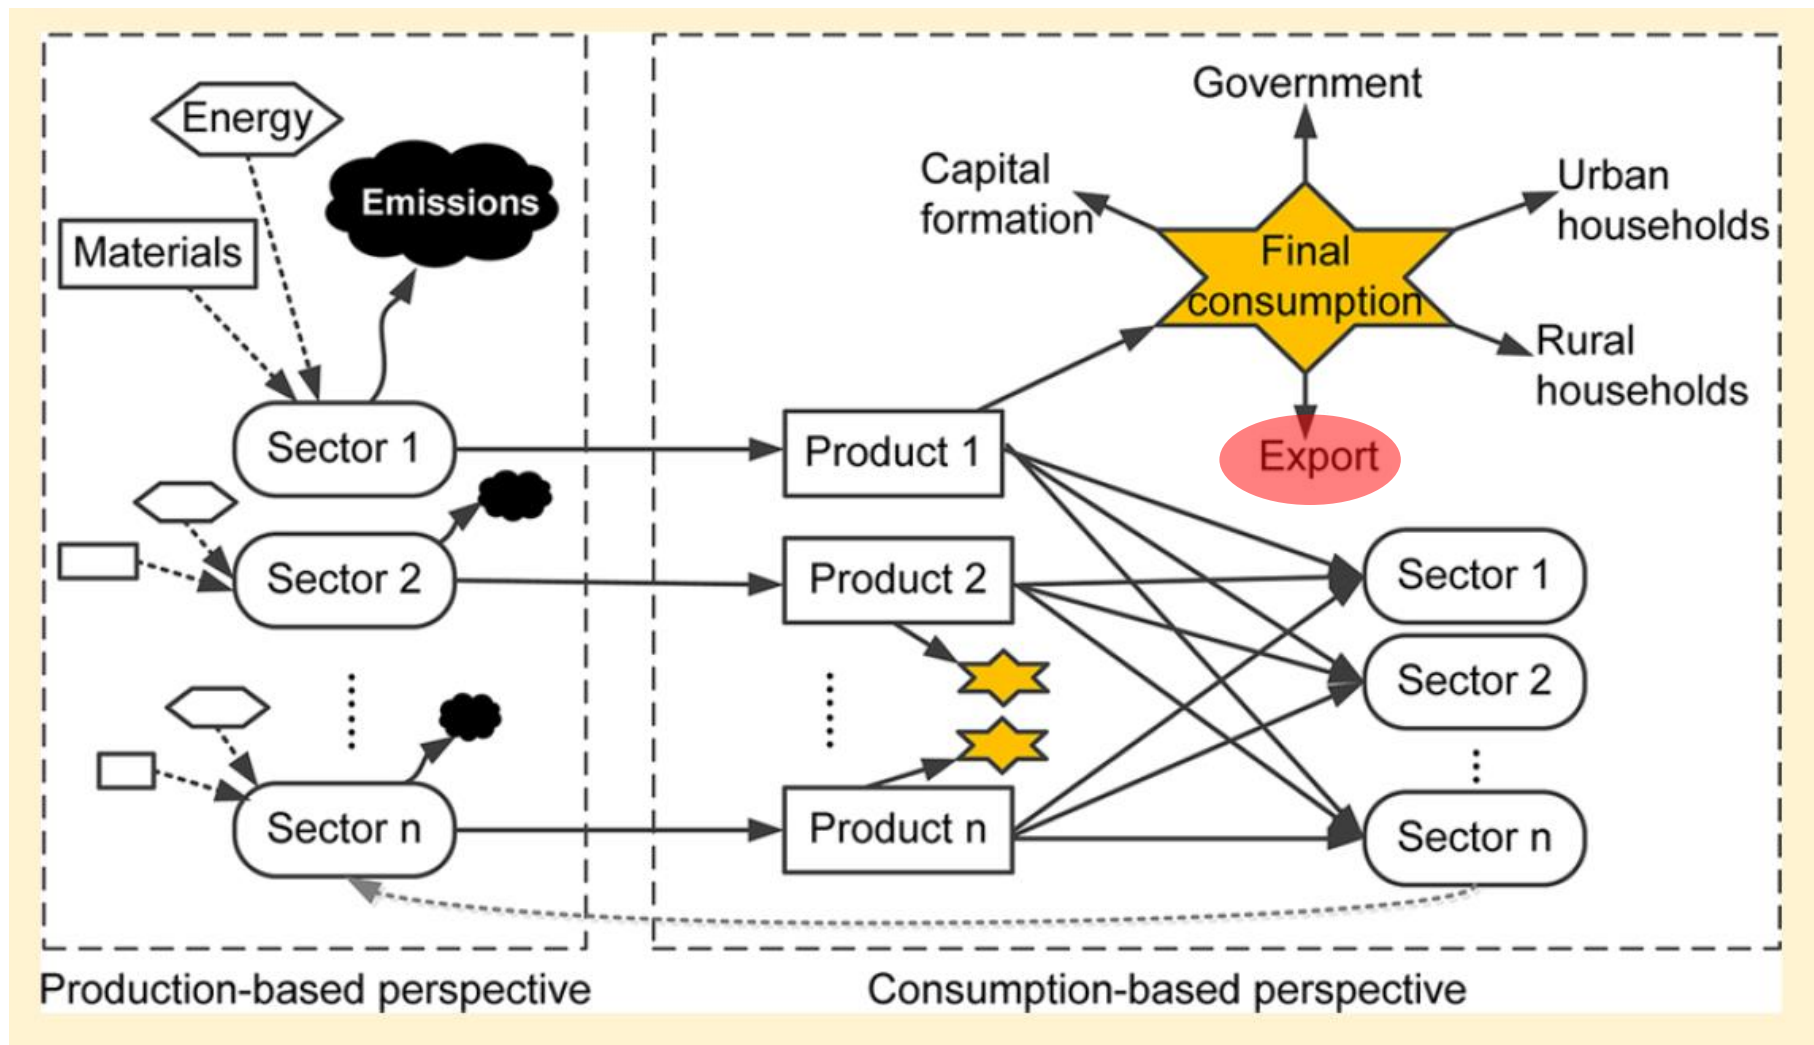 Energy
Emissions
Materials
Sector 1
Sector 2
Sector n
Production-based perspective
Government
Capital
formation
Urban
households
Final
consumption
Rural
households
Export
Product 1
Product 2
Product n
Sector 1
Sector 2
Sector n
Consumption-based perspective